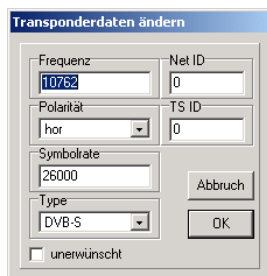 Transponderdaten ändern
Frequenz
Net ID
10762
0
Polarität
TS ID
hor
0
Symbolrate
26000
Abbruch
Type
DVB-S
OK
unerwünscht